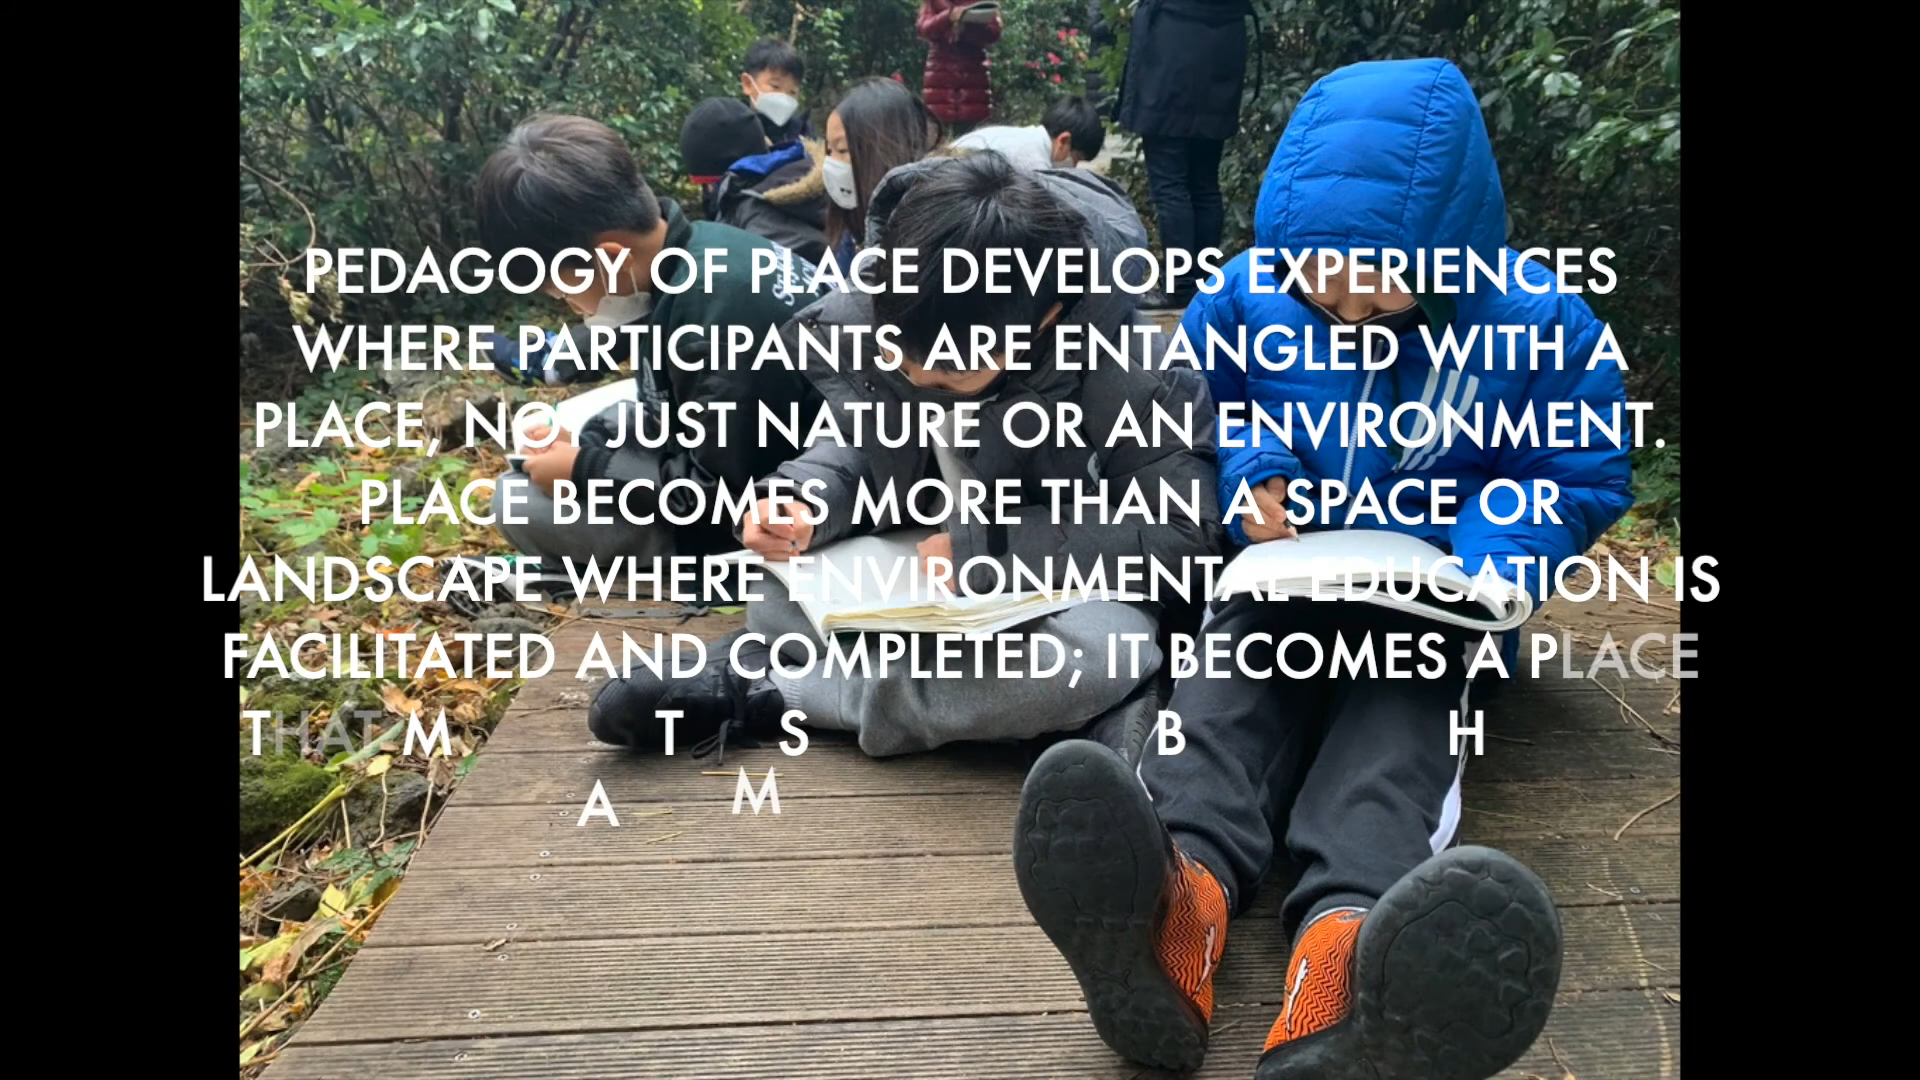 PEDAGOGY OF PLACE DEVELOPS EXPERIENCES
WHERE PARTICIPANTS ARE ENTANGLED WITH A
PLACE, NOT JUST NATURE OR AN ENVIRONMENT.
PLACE BECOMES MORE THAN A SPACE OR
LANDSCAPE WHERE ENVIRONMENTAL EDUCATION IS
FACILITATED AND COMPLETED; IT BECOMES A PLACE
THAT M T S B H
A M